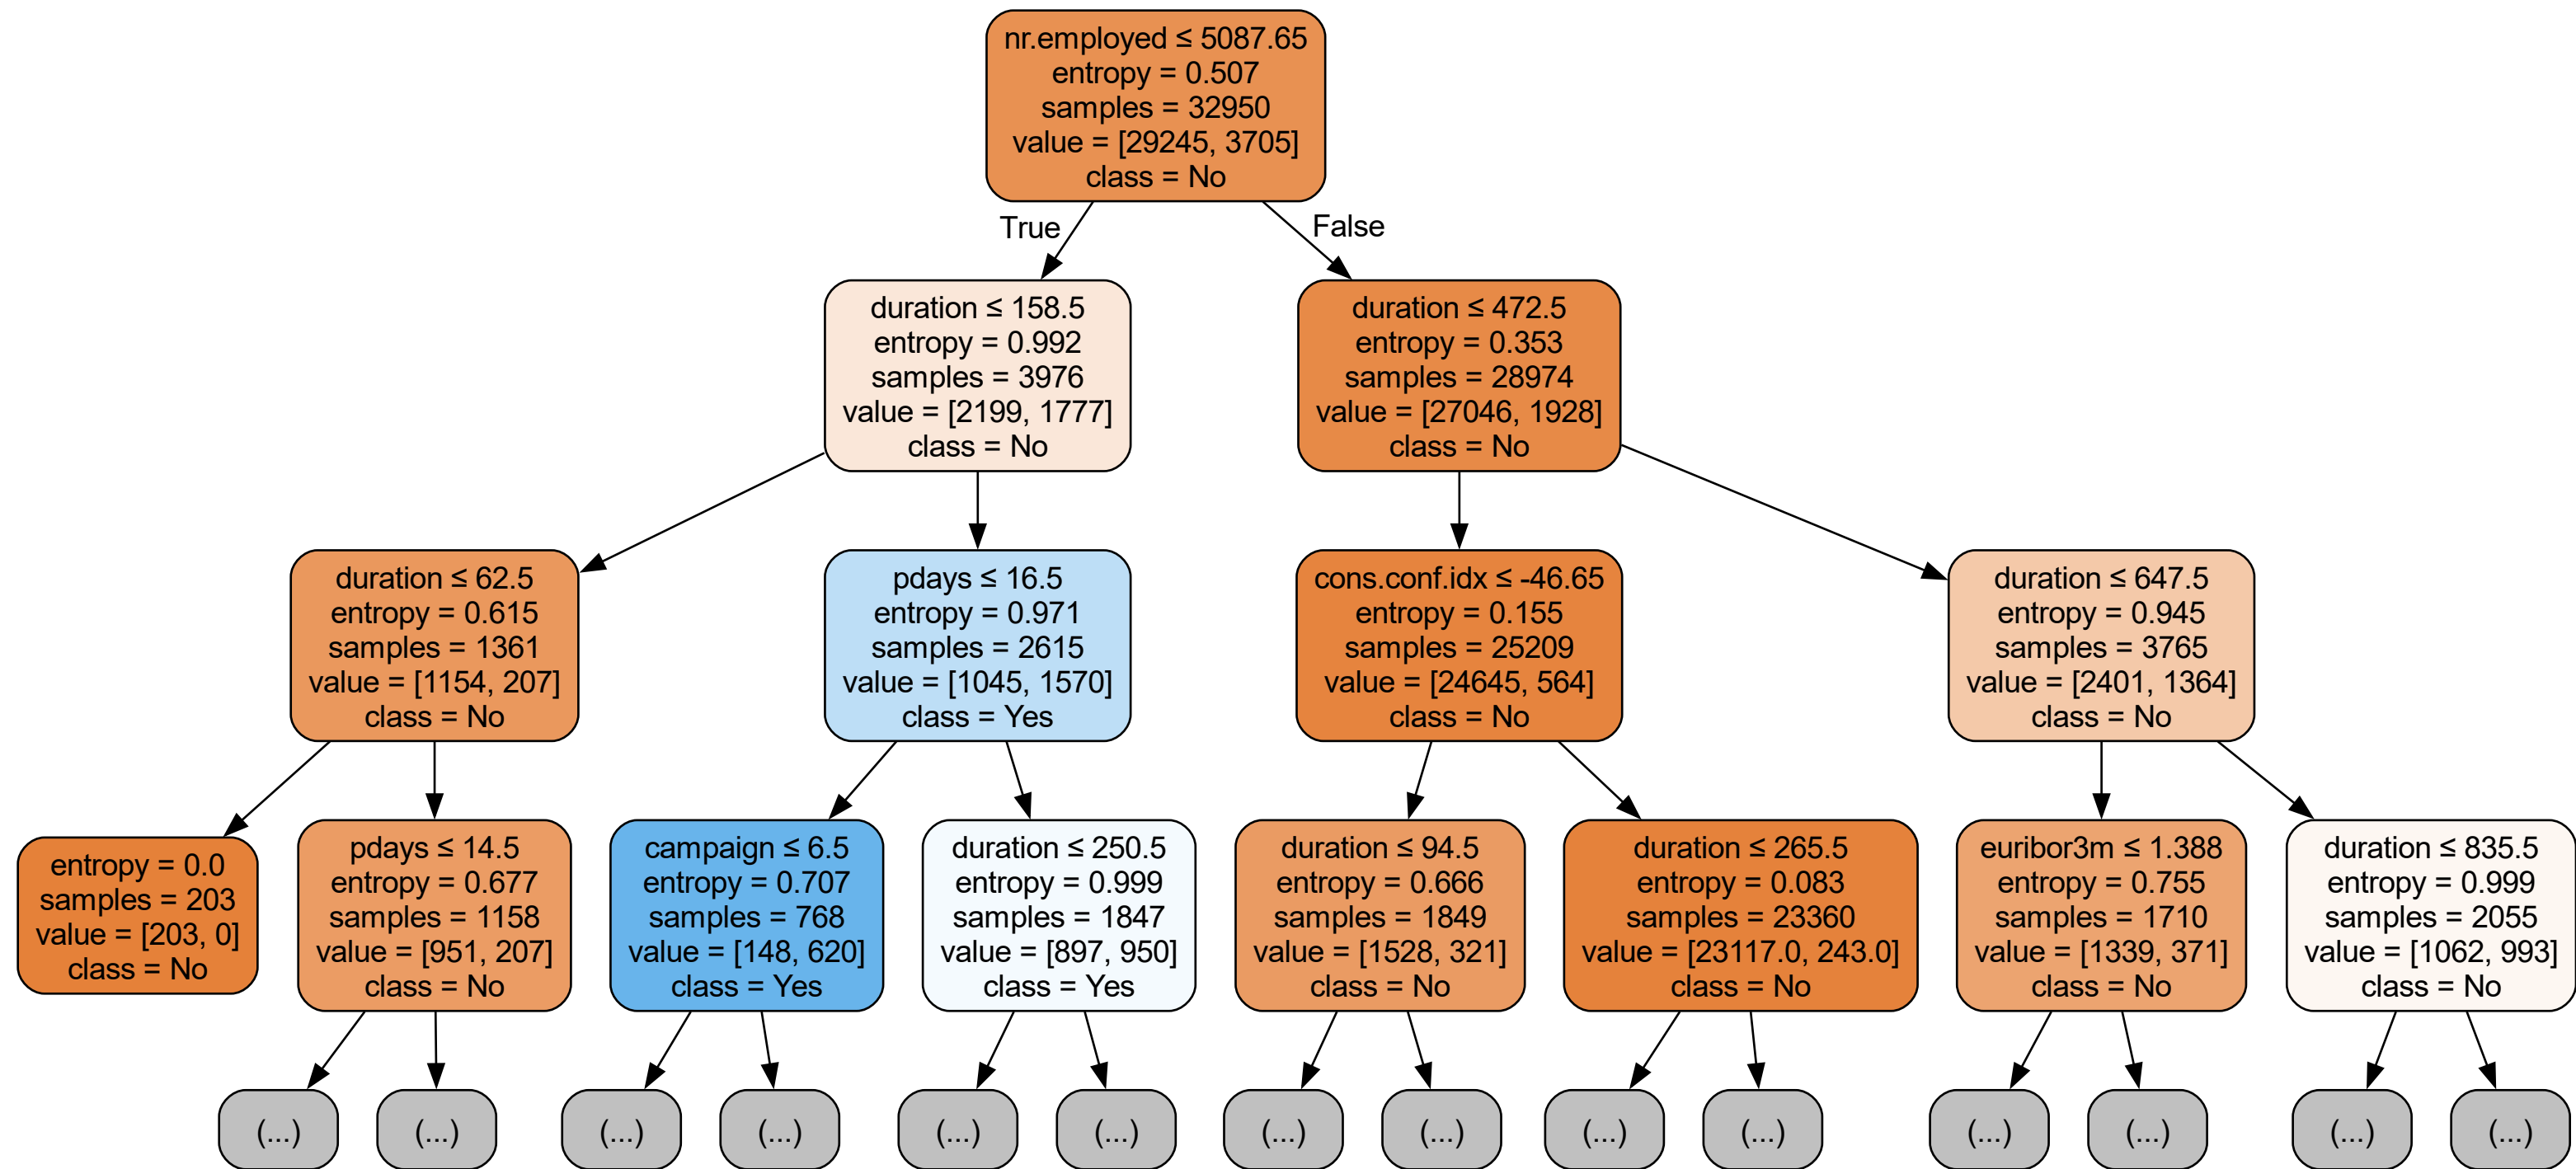 nr.employed ≤ 5087.65
entropy = 0.507
samples = 32950
value = [29245, 3705]
class = No
True
False
duration ≤ 158.5
entropy = 0.992
samples = 3976
value = [2199, 1777]
class = No
duration ≤ 472.5
entropy = 0.353
samples = 28974
value = [27046, 1928]
class = No
duration ≤ 62.5
entropy = 0.615
samples = 1361
value = [1154, 207]
class = No
pdays ≤ 16.5
entropy = 0.971
samples = 2615
value = [1045, 1570]
class = Yes
cons.conf.idx ≤ -46.65
entropy = 0.155
samples = 25209
value = [24645, 564]
class = No
duration ≤ 647.5
entropy = 0.945
samples = 3765
value = [2401, 1364]
class = No
entropy = 0.0
samples = 203
value = [203, 0]
class = No
pdays ≤ 14.5
entropy = 0.677
samples = 1158
value = [951, 207]
class = No
campaign ≤ 6.5
entropy = 0.707
samples = 768
value = [148, 620]
class = Yes
duration ≤ 250.5
entropy = 0.999
samples = 1847
value = [897, 950]
class = Yes
duration ≤ 94.5
entropy = 0.666
samples = 1849
value = [1528, 321]
class = No
duration ≤ 265.5
entropy = 0.083
samples = 23360
value = [23117.0, 243.0]
class = No
euribor3m ≤ 1.388
entropy = 0.755
samples = 1710
value = [1339, 371]
class = No
duration ≤ 835.5
entropy = 0.999
samples = 2055
value = [1062, 993]
class = No
(...)
(...)
(...)
(...)
(...)
(...)
(...)
(...)
(...)
(...)
(...)
(...)
(...)
(...)